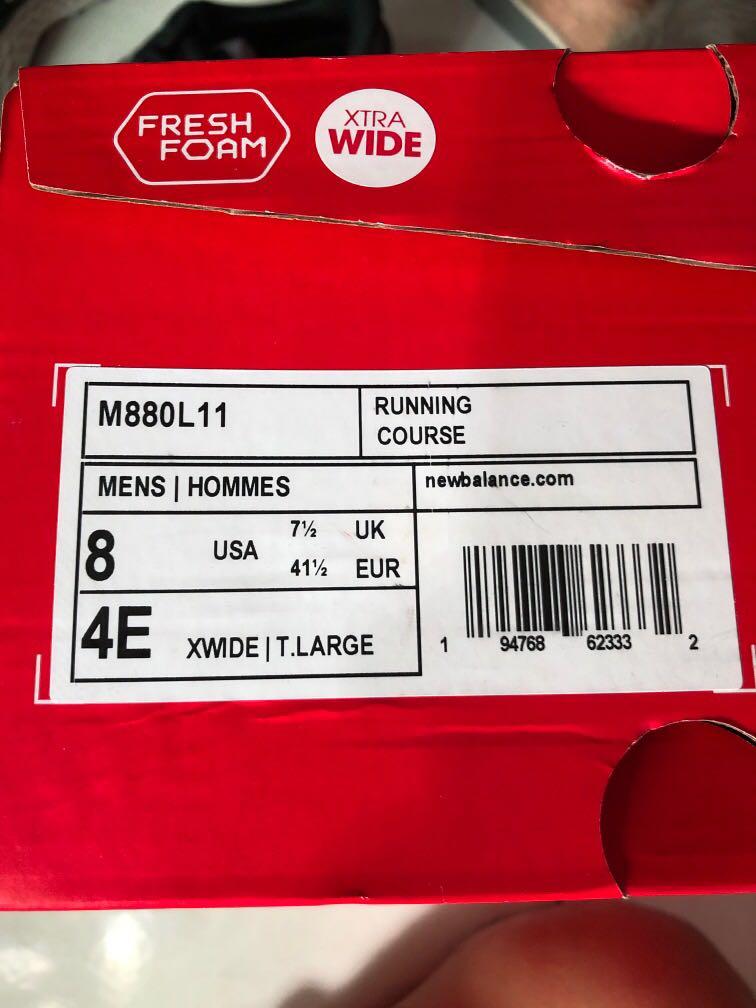 FRESH
FOAM
XTRA
WIDE
M880L11
RUNNING
COURSE
MENS | HOMMES
newbalance.com
8 USA 7½ UK
41½ EUR
4E XWIDE | T.LARGE
1 94768 62333 2